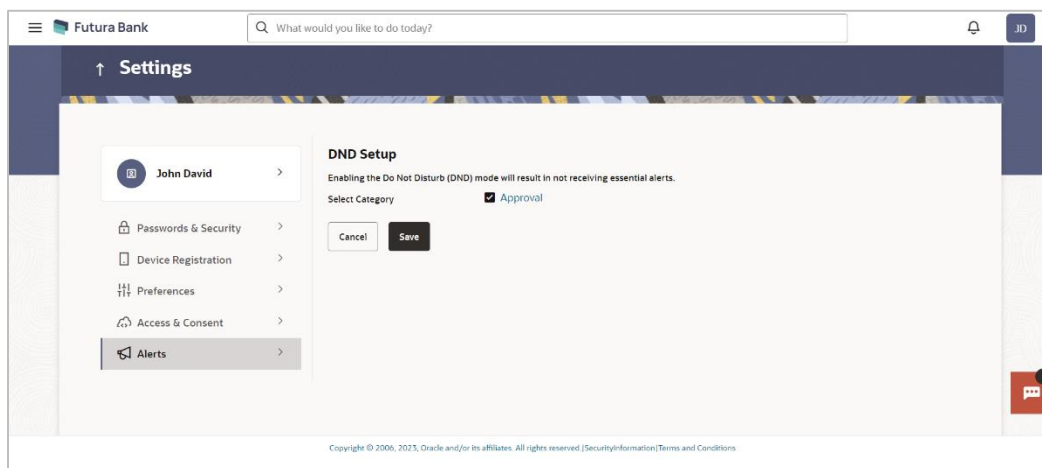 Futura Bank
What would you like to do today?
JD
↑ Settings
John David
Passwords & Security
Device Registration
Preferences
Access & Consent
Alerts
DND Setup
Enabling the Do Not Disturb (DND) mode will result in not receiving essential alerts.
Select Category Approval
Cancel Save
Copyright © 2006, 2023, Oracle and/or its affiliates. All rights reserved.|SecurityInformation|Terms and Conditions